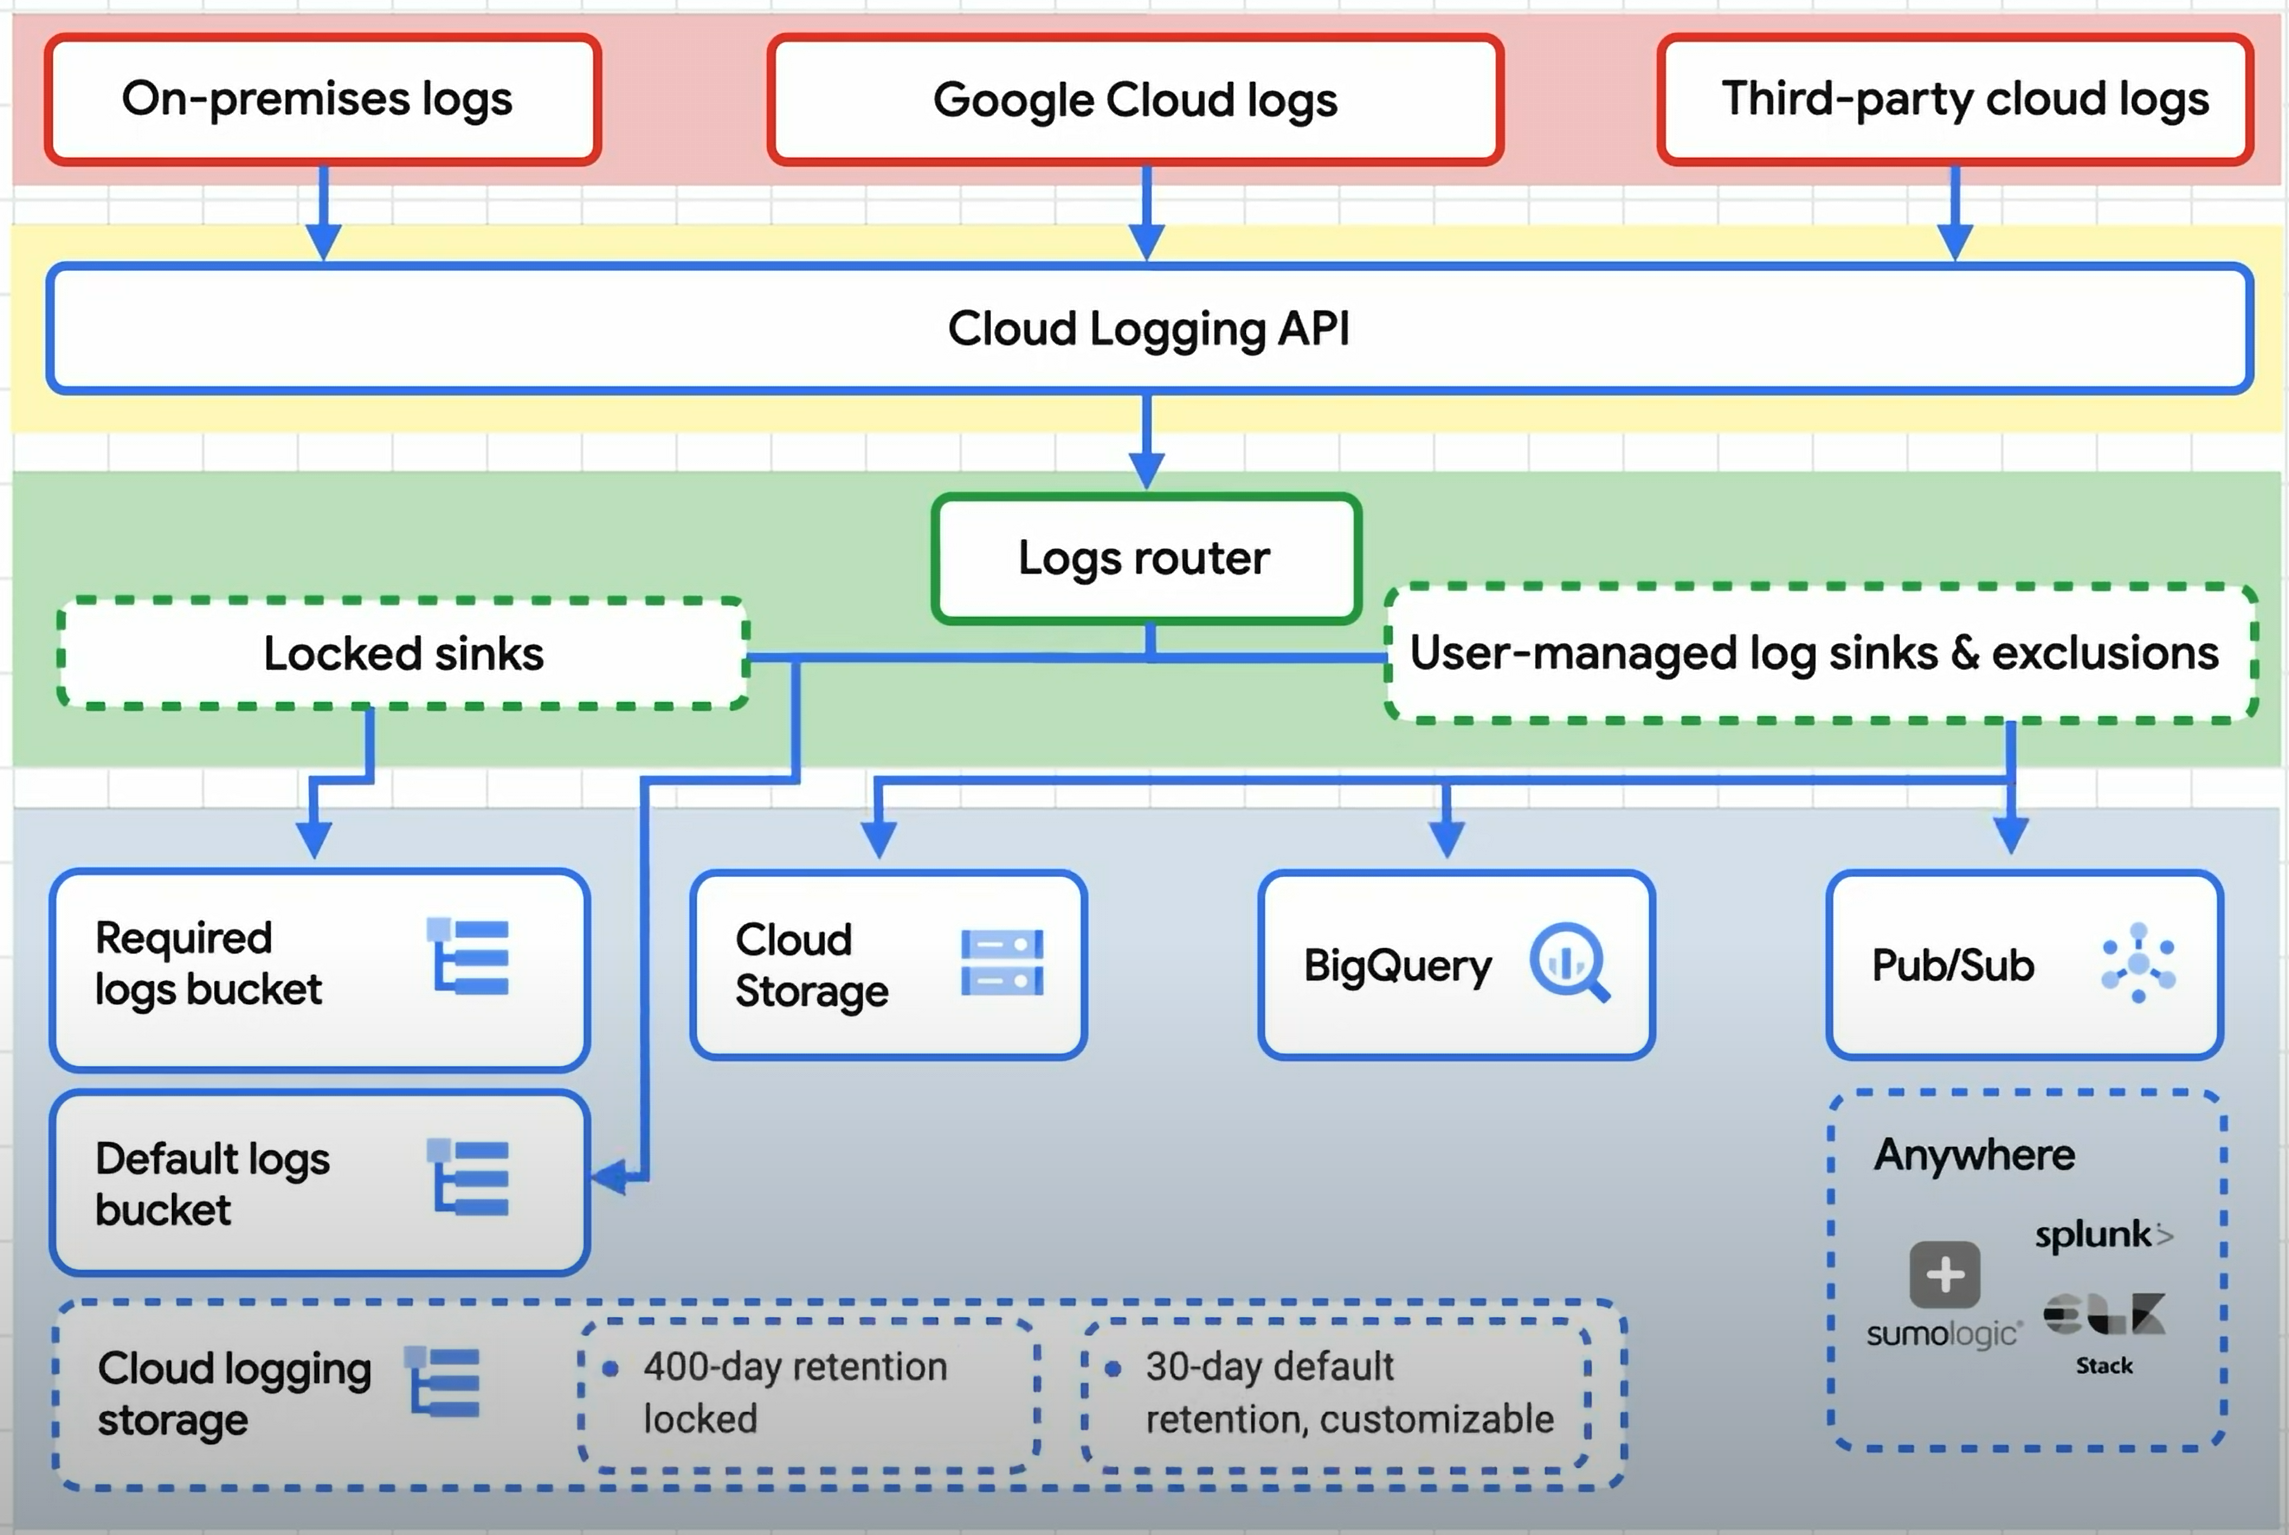 On-premises logs
Google Cloud logs
Third-party cloud logs
Cloud Logging API
Logs router
Locked sinks
User-managed log sinks & exclusions
Required
logs bucket
Cloud
Storage
BigQuery
Pub/Sub
Default logs
bucket
Anywhere
splunk>
sumologic®
ELK
Stack
Cloud logging
storage
• 400-day retention
locked
• 30-day default
retention, customizable